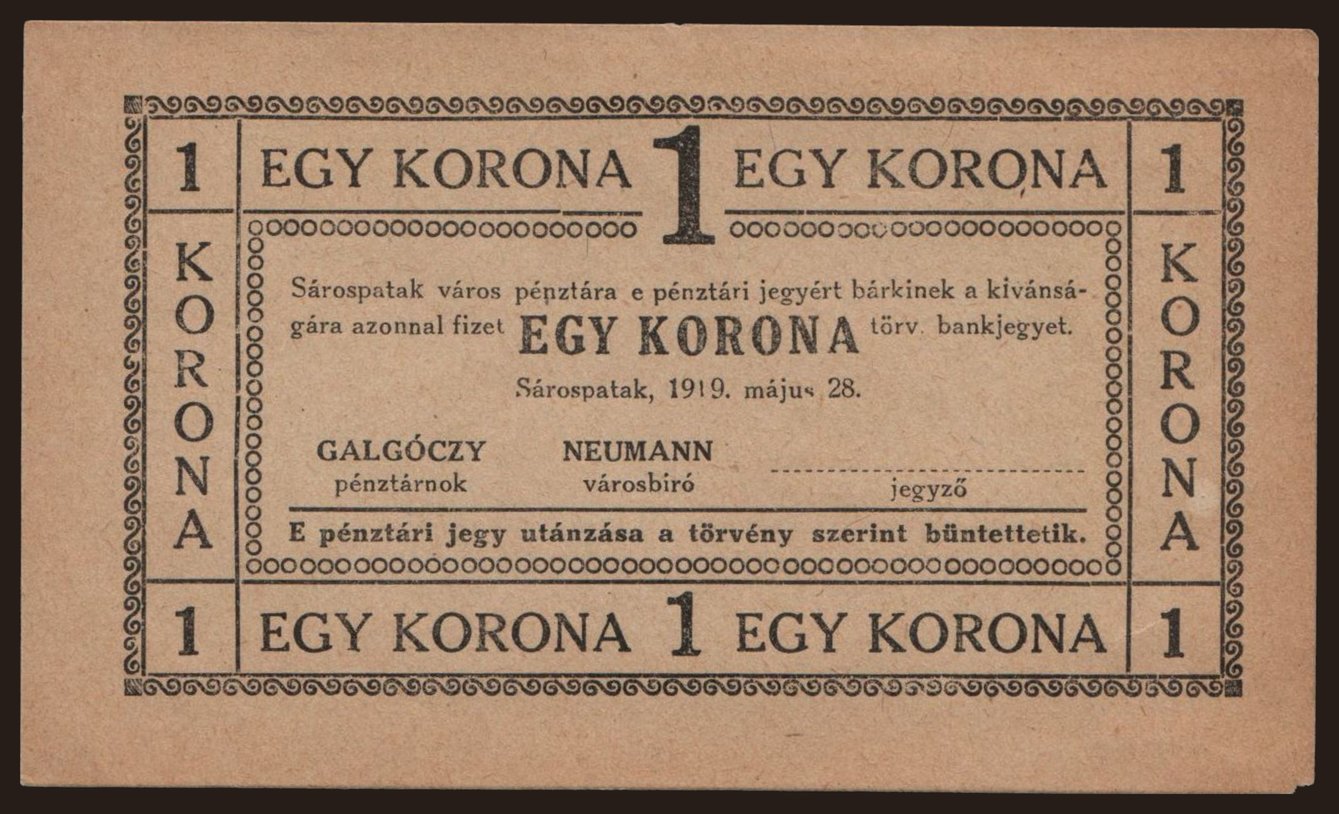 1 EGY KORONA 1 EGY KORONA 1
KORONA
Sárospatak város pénztára e pénztári jegyért bárkinek a kivánsá-
gára azonnal fizet EGY KORONA törv. bankjegyet.
Sárospatak, 1919. május 28.
GALGÓCZY NEUMANN
pénztárnok városbiró jegyző
E pénztári jegy utánzása a törvény szerint büntettetik.
KORONA
1 EGY KORONA 1 EGY KORONA 1